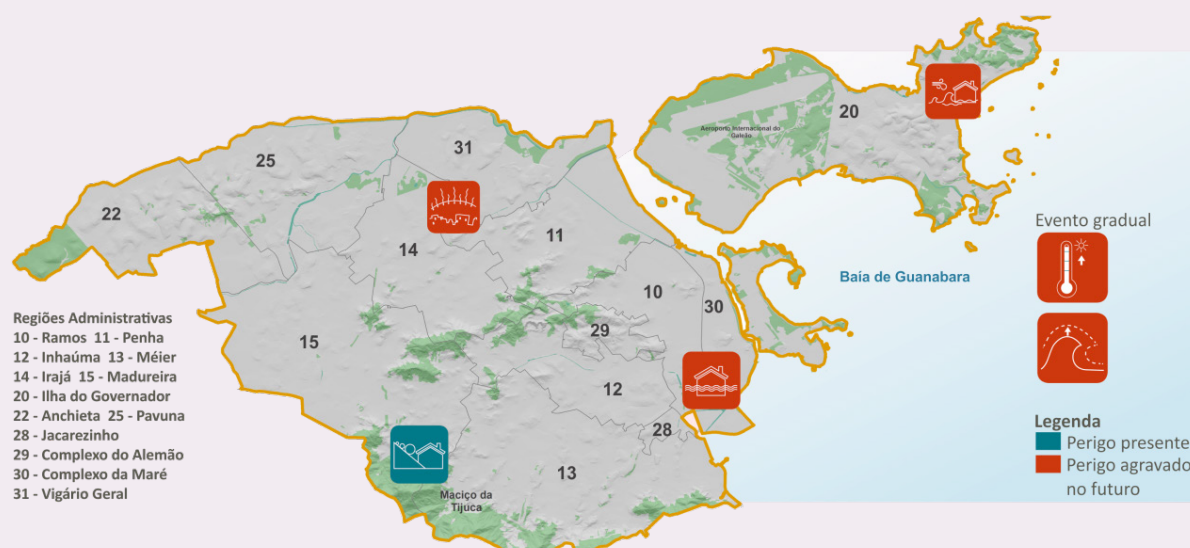 20
Aeroporto Internacional do
Galeão
31
25
22
14
11
Evento gradual
Baía de Guanabara
10
30
29
15
12
28
13
Maciço da
Tijuca
Regiões Administrativas
10 - Ramos 11 - Penha
12 - Inhaúma 13 - Méier
14 - Irajá 15 - Madureira
20 - Ilha do Governador
22 - Anchieta 25 - Pavuna
28 - Jacarezinho
29 - Complexo do Alemão
30 - Complexo da Maré
31 - Vigário Geral
Legenda
Perigo presente
Perigo agravado
no futuro